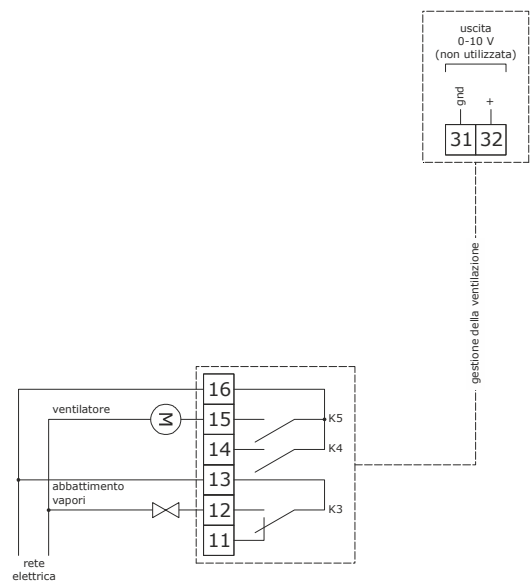 uscita
0-10 V
(non utilizzata)
gnd
+
31 32
gestione della ventilazione
16
ventilatore
M
15
K5
14
K4
13
abbattimento
vapori
12
K3
11
rete
elettrica